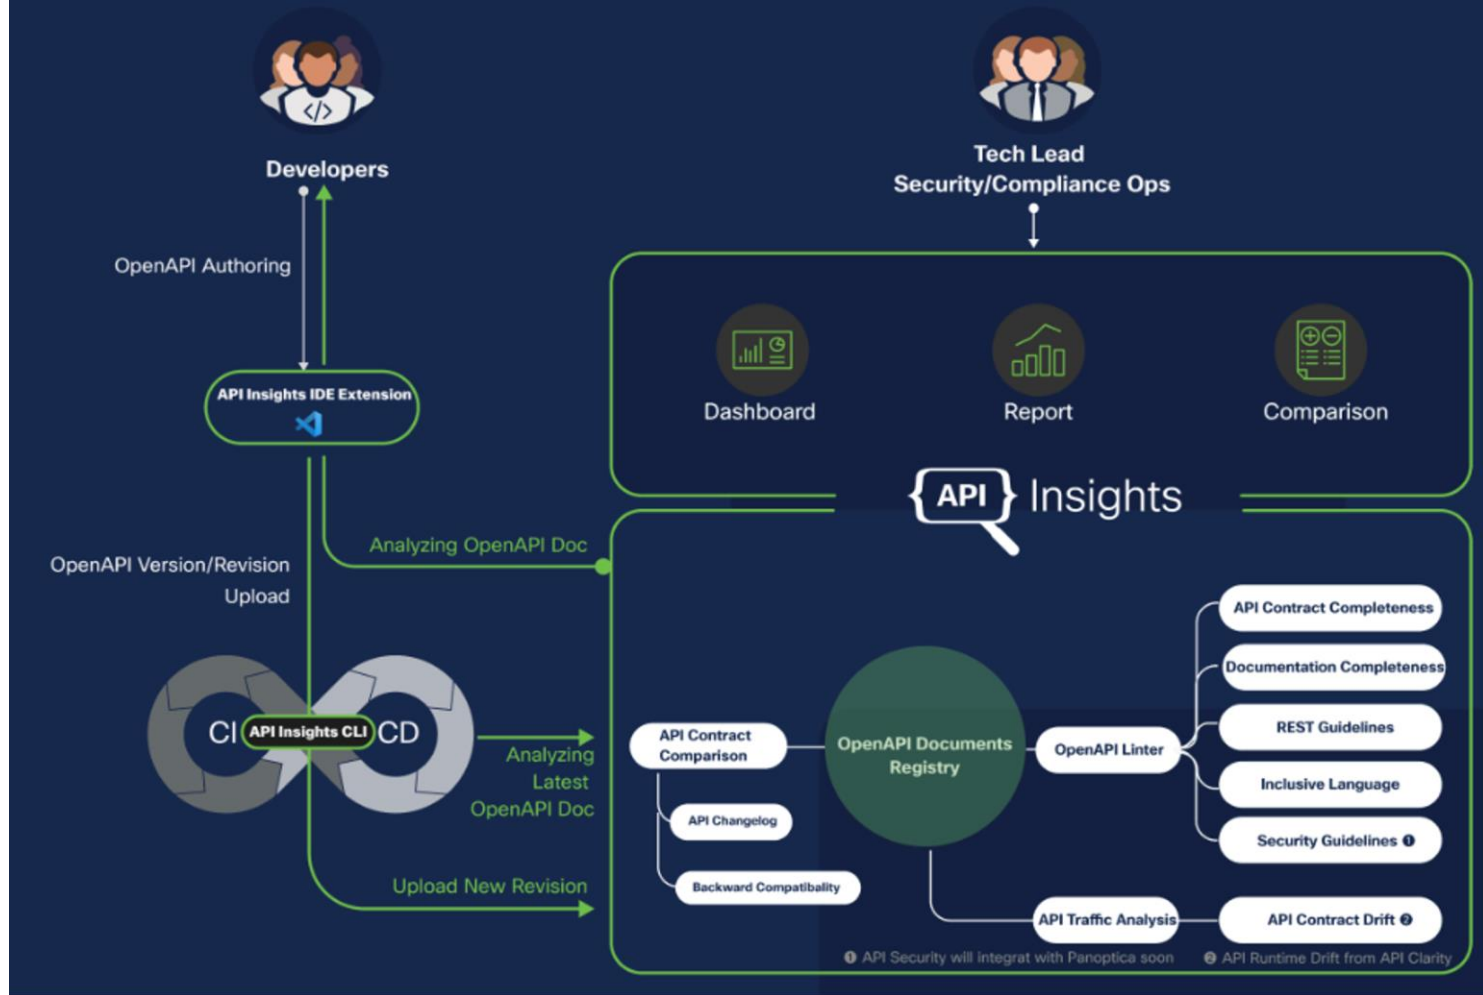 </>
Developers
Tech Lead
Security/Compliance Ops
OpenAPI Authoring
API Insights IDE Extension
Dashboard
Report
Comparison
{API} Insights
Analyzing OpenAPI Doc
OpenAPI Version/Revision
Upload
CI
API Insights CLI
CD
Analyzing
Latest
OpenAPI Doc
Upload New Revision
API Contract
Comparison
API Changelog
Backward Compatibality
OpenAPI Documents
Registry
OpenAPI Linter
API Contract Completeness
Documentation Completeness
REST Guidelines
Inclusive Language
Security Guidelines ❶
API Traffic Analysis
API Contract Drift ❷
❶ API Security will integrat with Panoptica soon
❷ API Runtime Drift from API Clarity